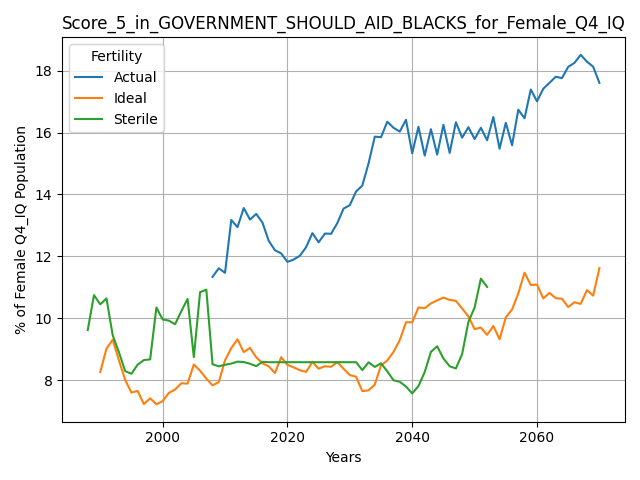 Score_5_in_GOVERNMENT_SHOULD_AID_BLACKS_for_Female_Q4_IQ
Fertility
Actual
Ideal
Sterile
% of Female Q4_IQ Population
18
16
14
12
10
8
2000
2020
2040
2060
Years